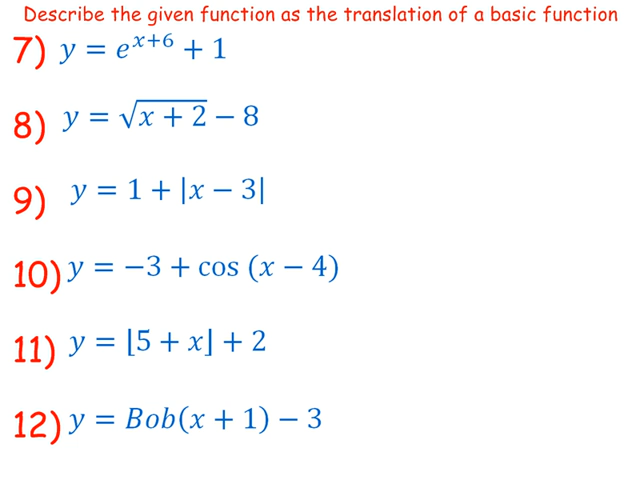 Describe the given function as the translation of a basic function
7) y = e^{x+6} + 1
8) y = √(x + 2) − 8
9) y = 1 + |x − 3|
10) y = −3 + cos (x − 4)
11) y = ⌊5 + x⌋ + 2
12) y = Bob(x + 1) − 3